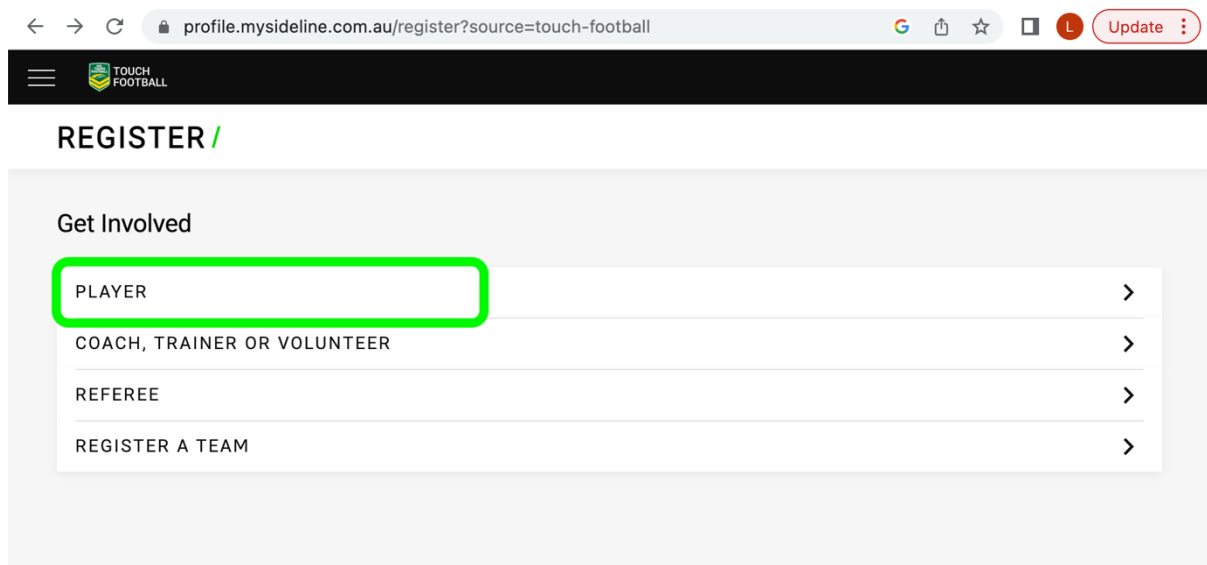 profile.mysideline.com.au/register?source=touch-football
G
L
Update
TOUCH
FOOTBALL
REGISTER /
Get Involved
PLAYER
COACH, TRAINER OR VOLUNTEER
REFEREE
REGISTER A TEAM